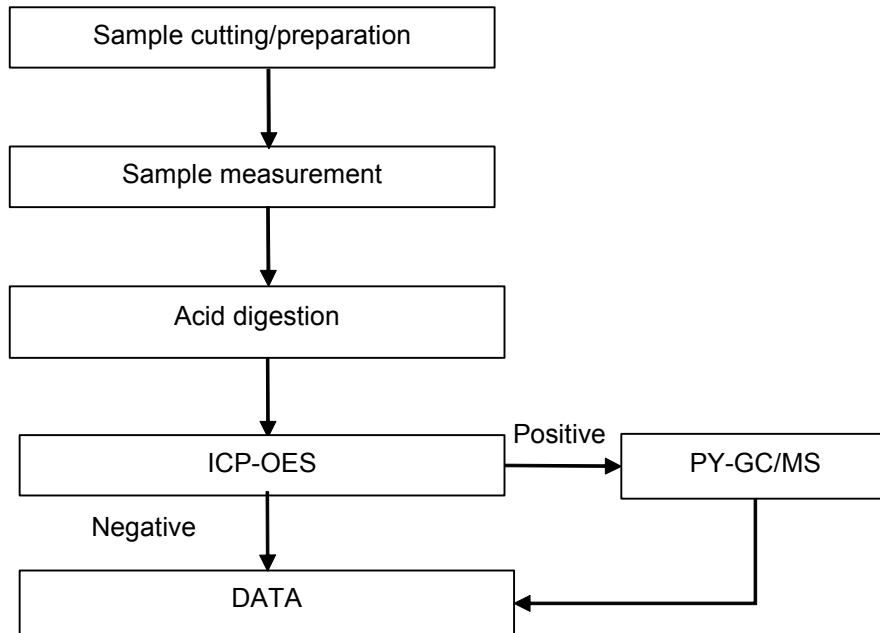 Sample cutting/preparation
Sample measurement
Acid digestion
ICP-OES
Positive
PY-GC/MS
Negative
DATA